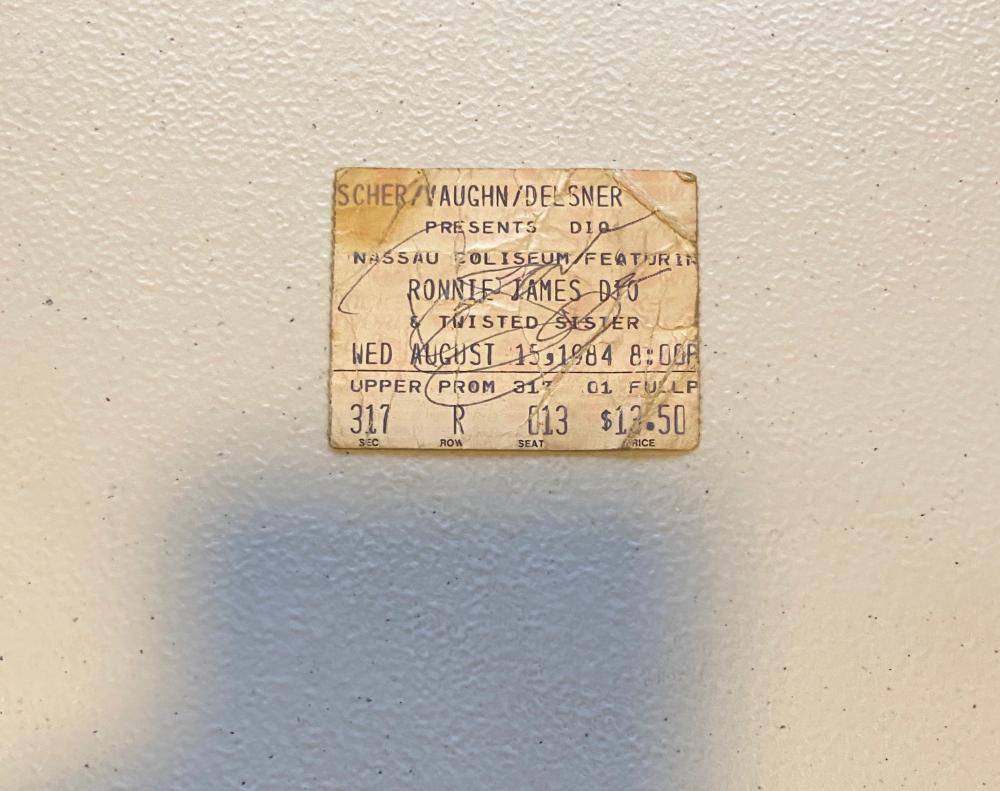 SCHER/VAUGHN/DELSNER
PRESENTS DIO
NASSAU COLISEUM/FEATURIN
RONNIE JAMES DIO
& TWISTED SISTER
WED AUGUST 15,1984 8:00P
UPPER PROM 317 01 FULLP
317 R 013 $13.50
SEC ROW SEAT PRICE